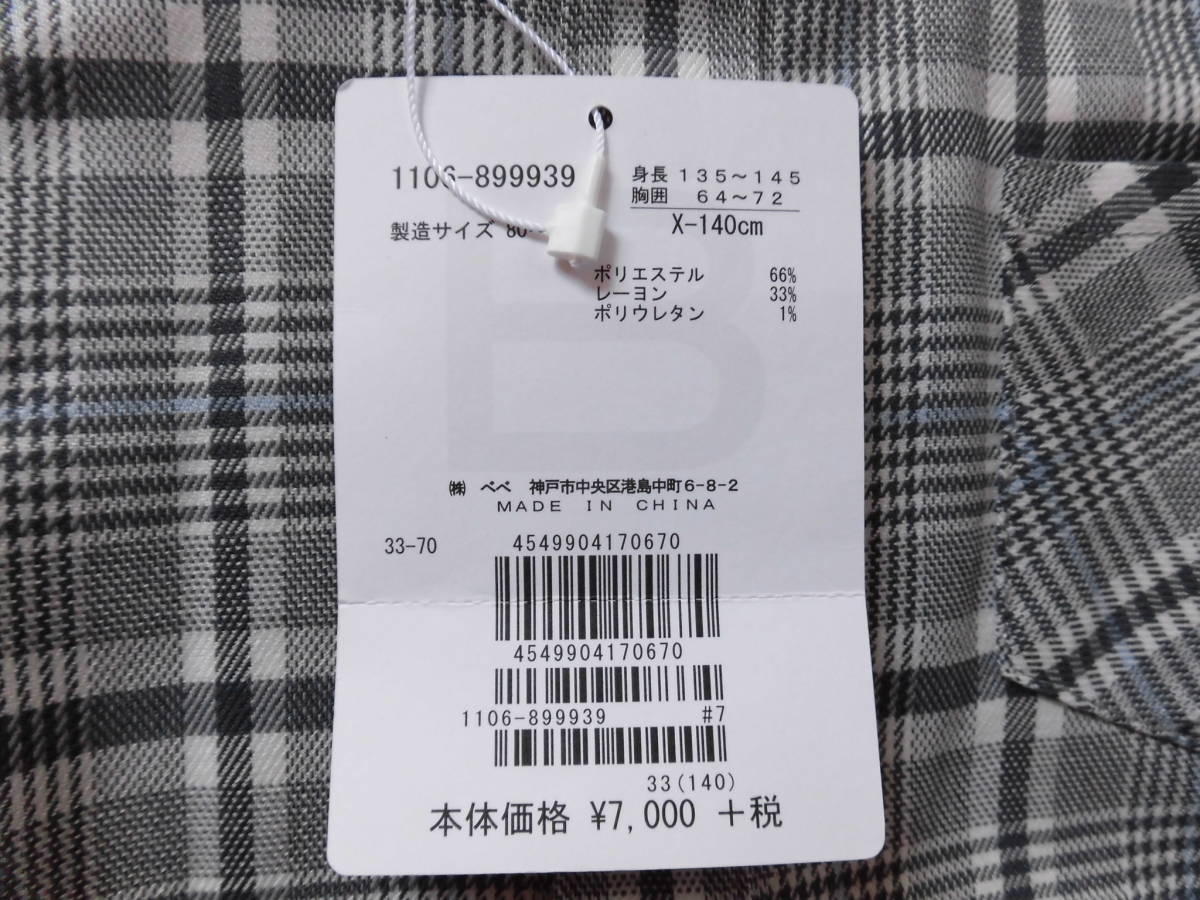 1106-899939
身長 135～145
胸囲 64～72
製造サイズ 80
X-140cm
ポリエステル 66%
レーヨン 33%
ポリウレタン 1%
B
㈱ べべ 神戸市中央区港島中町6-8-2
MADE IN CHINA
33-70 4549904170670
4549904170670
1106-899939 #7
33(140)
本体価格 ¥7,000 +税